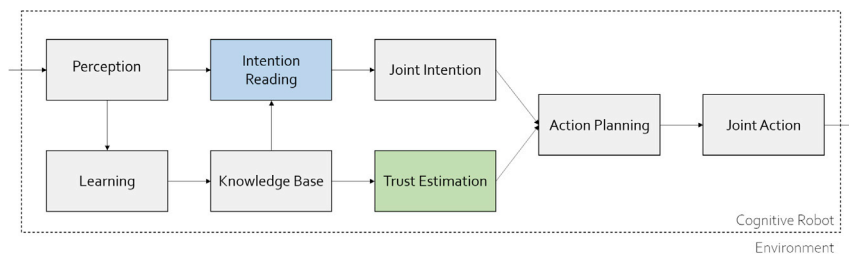 Perception
Intention
Reading
Joint Intention
Action Planning
Joint Action
Learning
Knowledge Base
Trust Estimation
Cognitive Robot
Environment